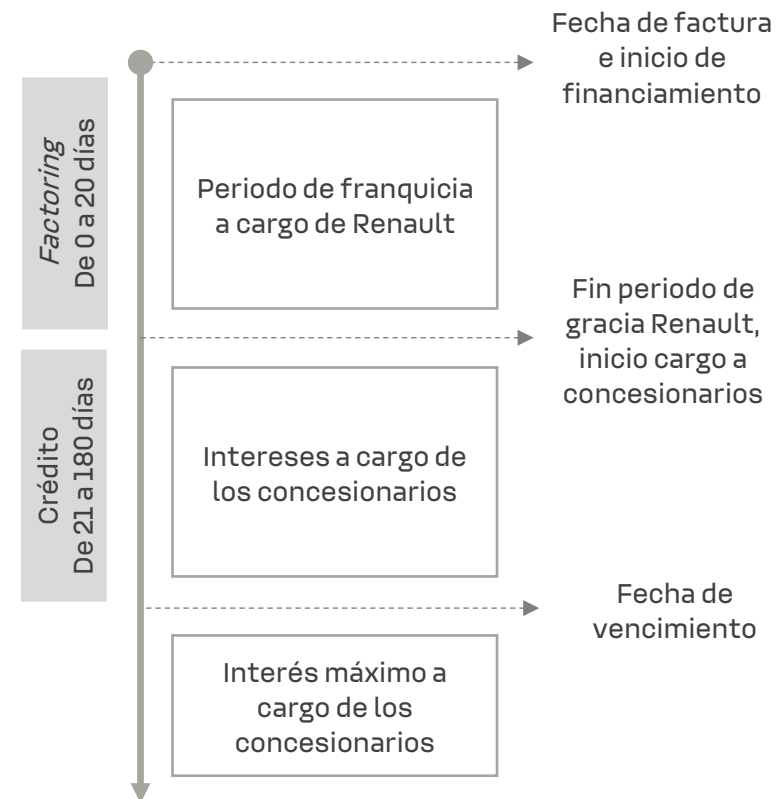 Fecha de factura
e inicio de
financiamiento
Factoring
De 0 a 20 días
Periodo de franquicia
a cargo de Renault
Fin periodo de
gracia Renault,
inicio cargo a
concesionarios
Crédito
De 21 a 180 días
Intereses a cargo de
los concesionarios
Fecha de
vencimiento
Interés máximo a
cargo de los
concesionarios